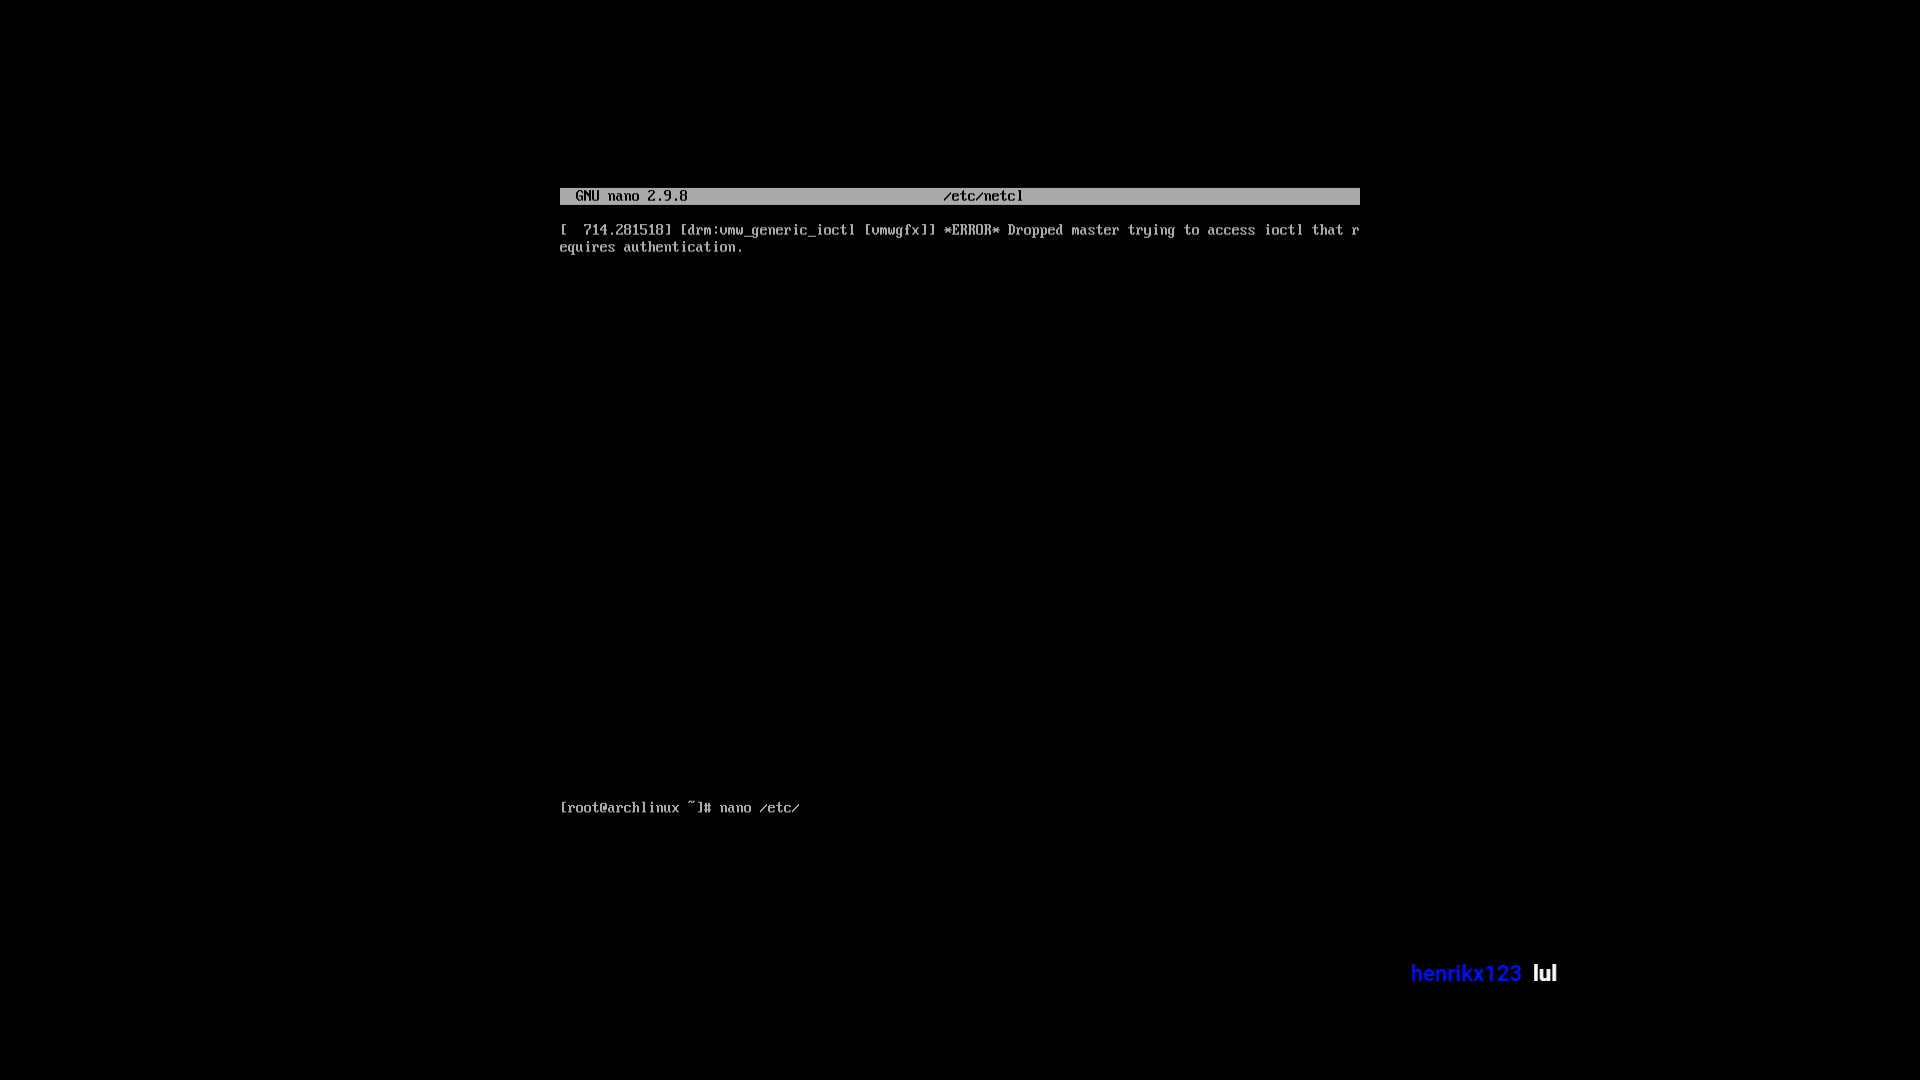 GNU nano 2.9.8 /etc/netcl
[  714.281518] [drm:vmw_generic_ioctl [vmwgfx]] *ERROR* Dropped master trying to access ioctl that r
equires authentication.
[root@archlinux ~]# nano /etc/
henrikx123 lul